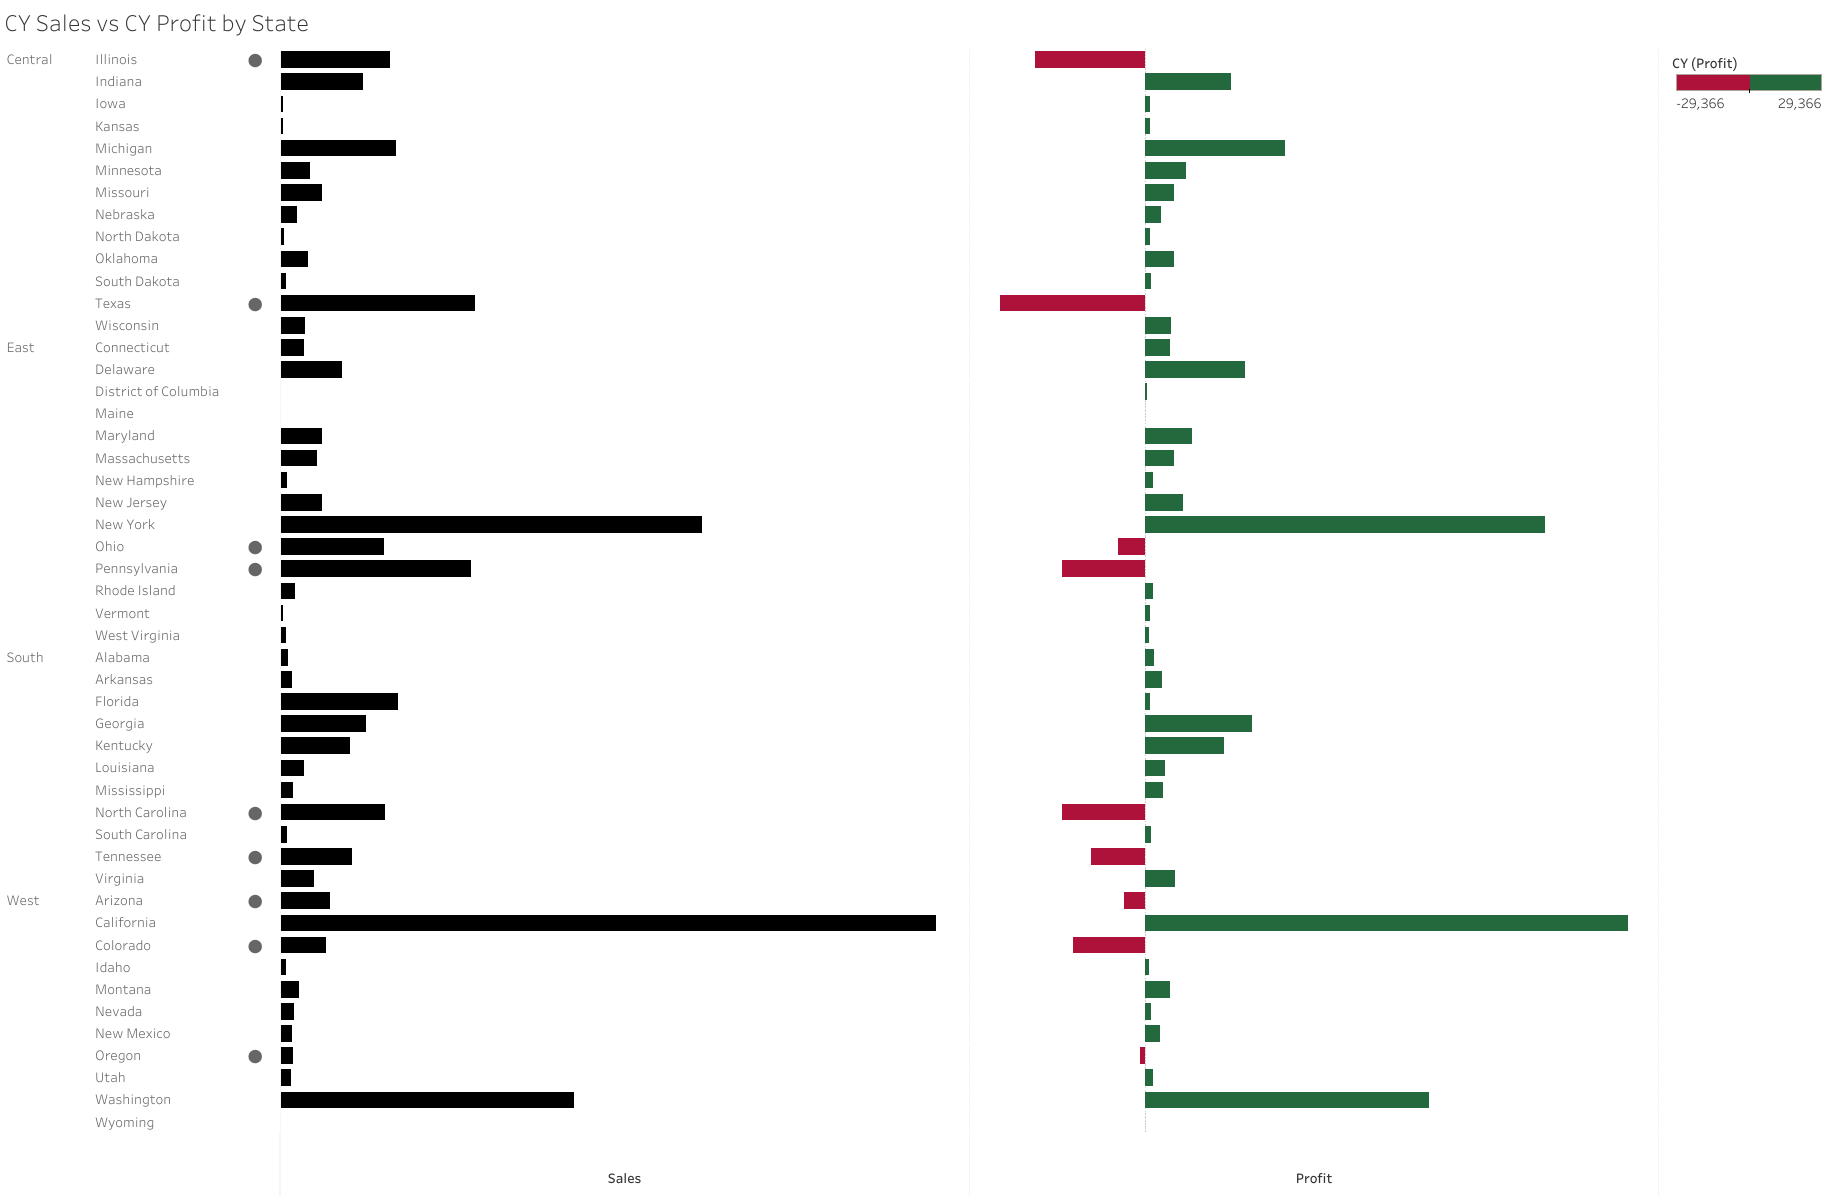 CY Sales vs CY Profit by State
Central Illinois
Indiana
Iowa
Kansas
Michigan
Minnesota
Missouri
Nebraska
North Dakota
Oklahoma
South Dakota
Texas
Wisconsin
East Connecticut
Delaware
District of Columbia
Maine
Maryland
Massachusetts
New Hampshire
New Jersey
New York
Ohio
Pennsylvania
Rhode Island
Vermont
West Virginia
South Alabama
Arkansas
Florida
Georgia
Kentucky
Louisiana
Mississippi
North Carolina
South Carolina
Tennessee
Virginia
West Arizona
California
Colorado
Idaho
Montana
Nevada
New Mexico
Oregon
Utah
Washington
Wyoming
Sales Profit
CY (Profit)
-29,366 29,366